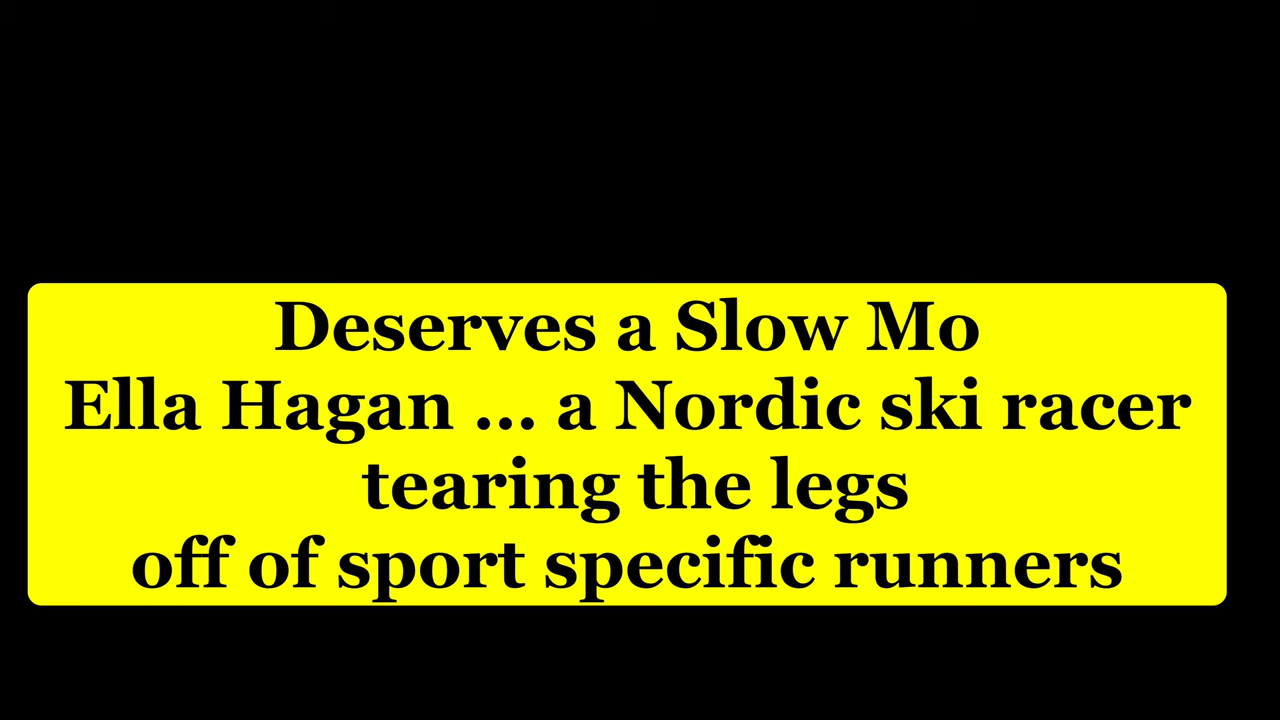 Deserves a Slow Mo
Ella Hagan ... a Nordic ski racer
tearing the legs
off of sport specific runners